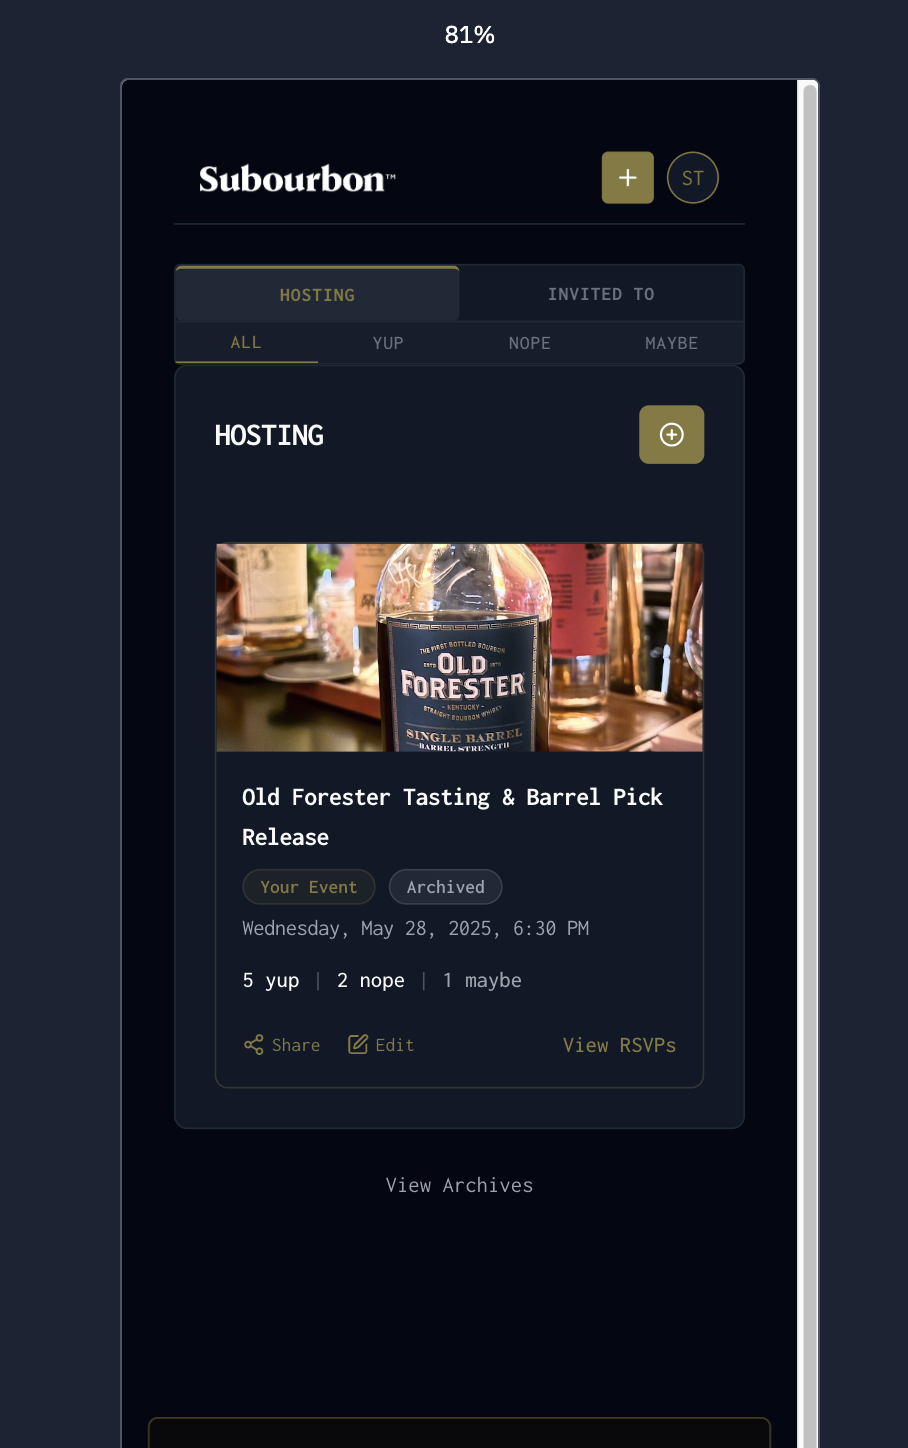 81%
Subourbon™
ST
HOSTING
INVITED TO
ALL
YUP
NOPE
MAYBE
HOSTING
THE FIRST BOTTLED BOURBON
ESTD 1870
OLD
FORESTER
- KENTUCKY -
STRAIGHT BOURBON WHISKY
SINGLE BARREL
BARREL STRENGTH
Old Forester Tasting & Barrel Pick
Release
Your Event
Archived
Wednesday, May 28, 2025, 6:30 PM
5 yup | 2 nope | 1 maybe
Share
Edit
View RSVPs
View Archives